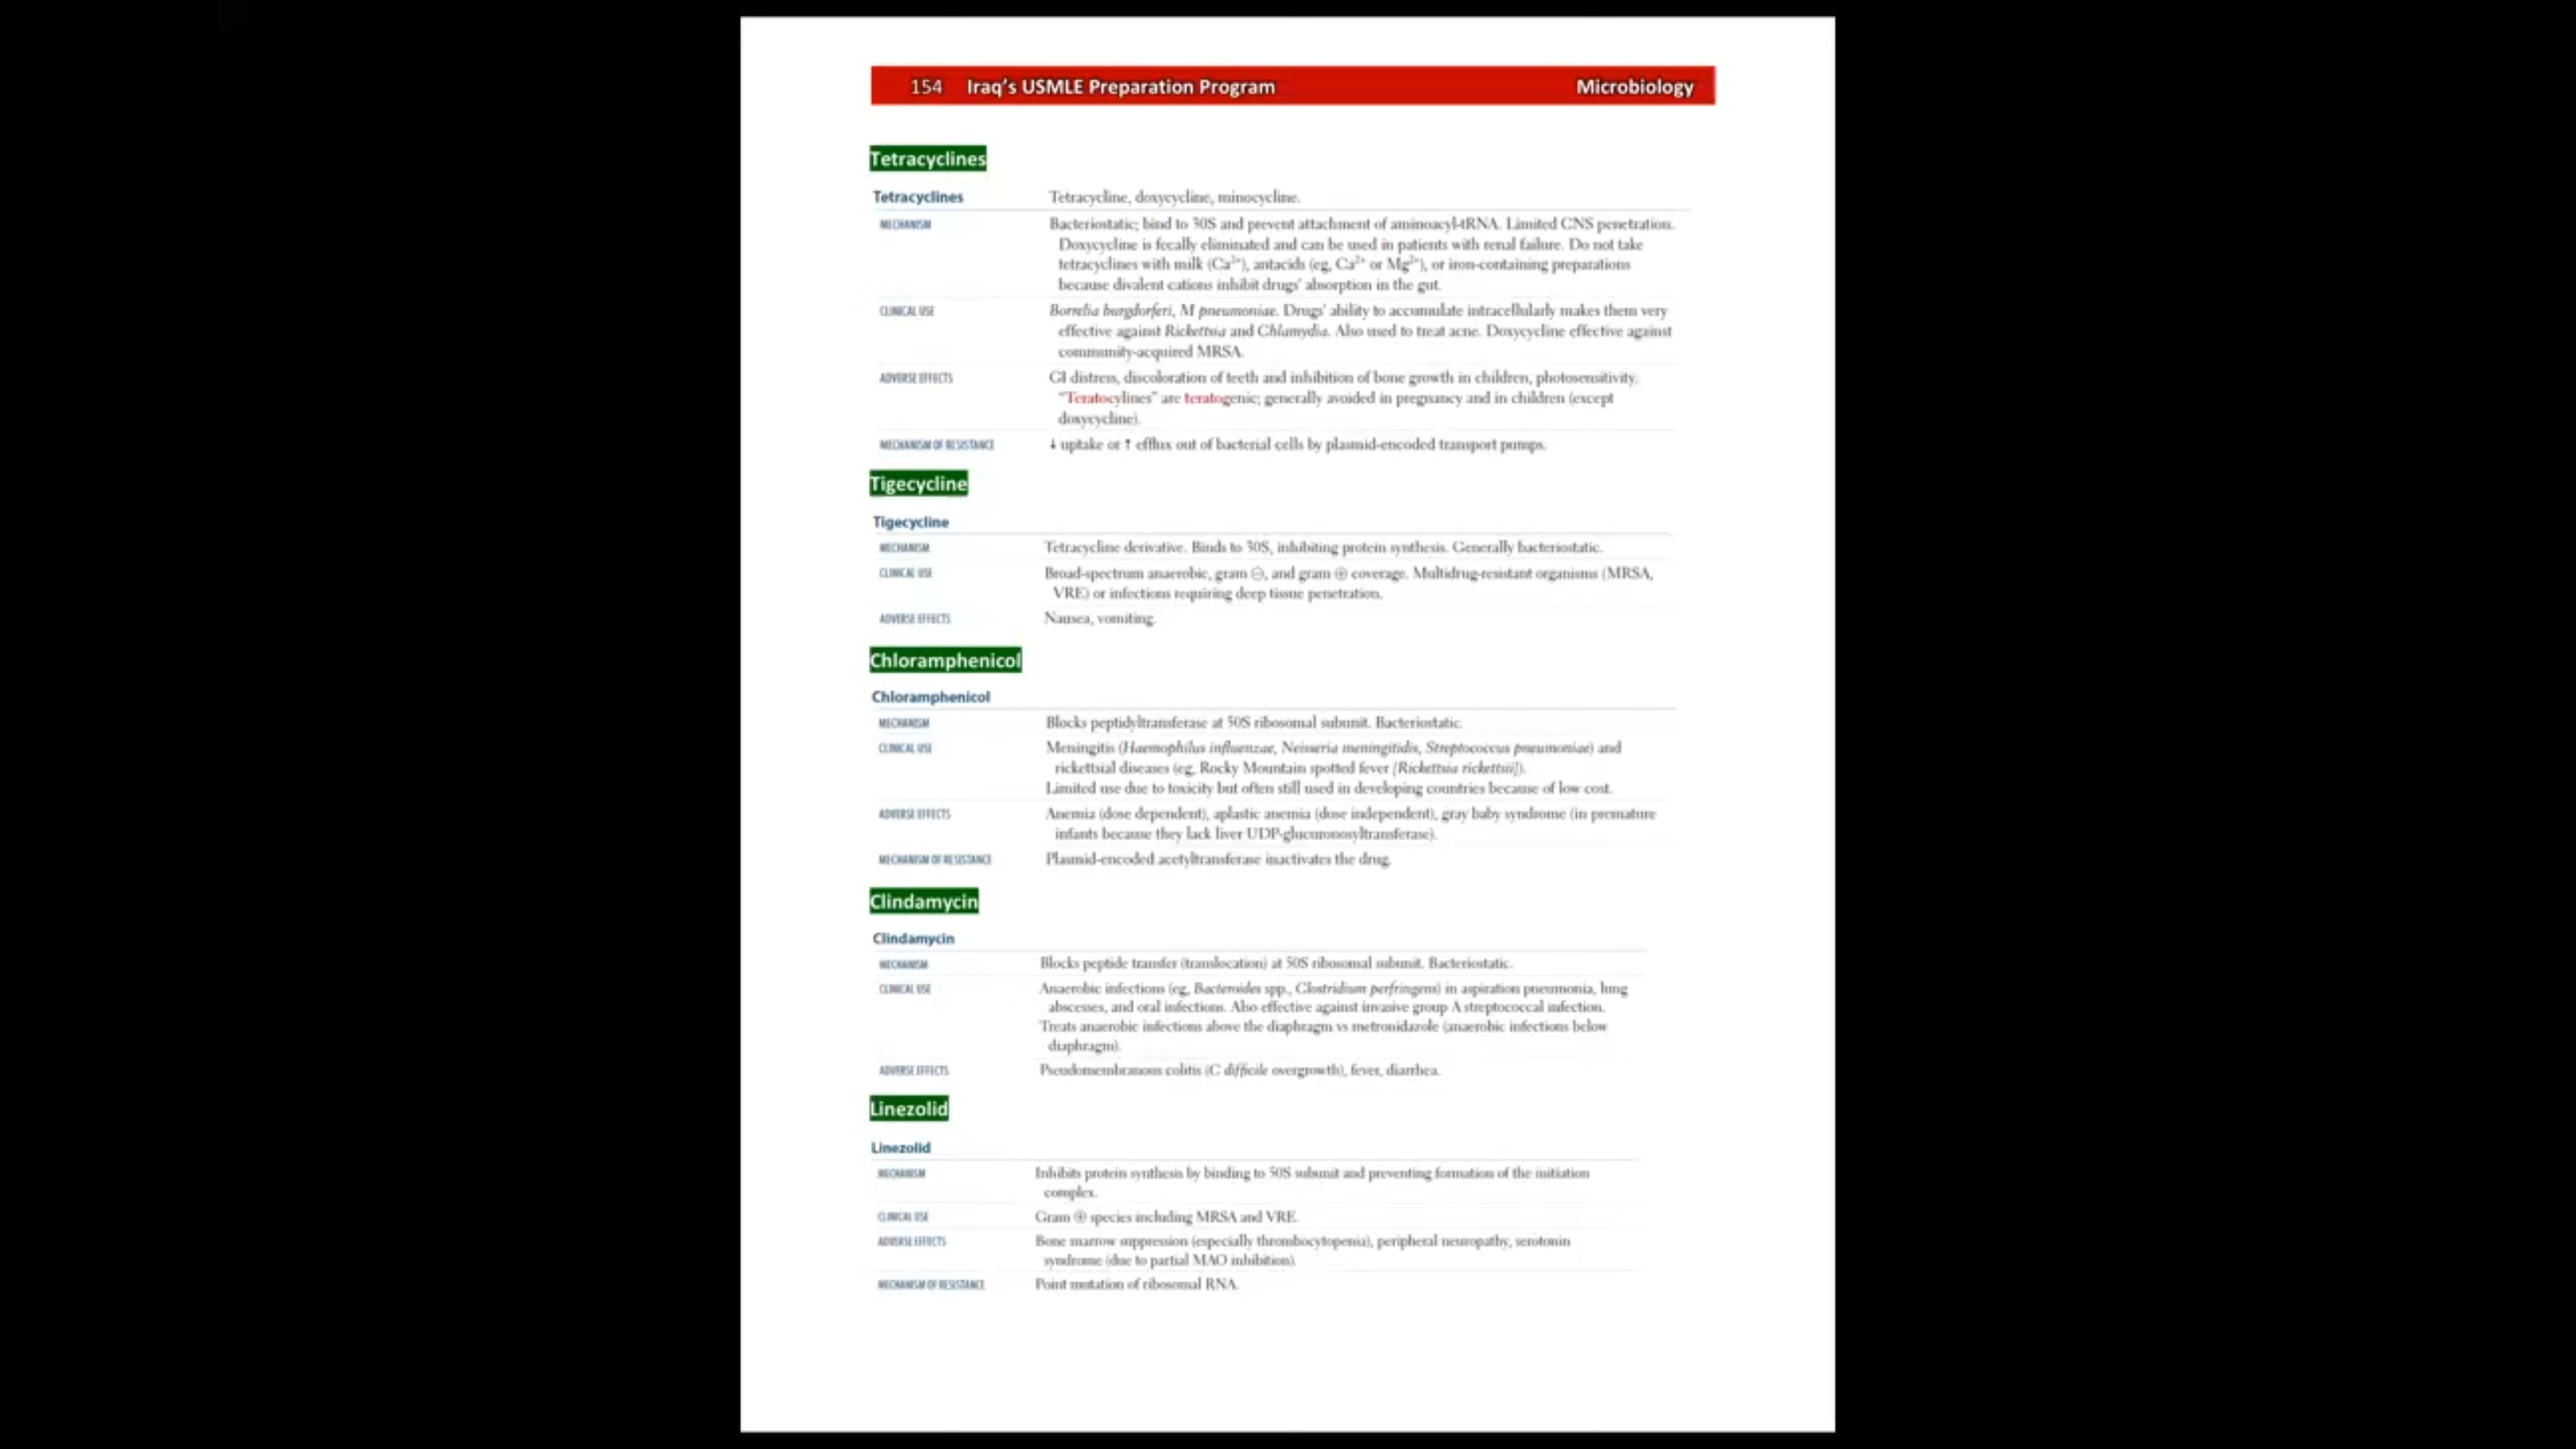 154 Iraq's USMLE Preparation Program Microbiology
Tetracyclines
Tetracyclines Tetracycline, doxycycline, minocycline.
MECHANISM Bacteriostatic; bind to 30S and prevent attachment of aminoacyl-tRNA. Limited CNS penetration.
Doxycycline is fecally eliminated and can be used in patients with renal failure. Do not take
tetracyclines with milk (Ca²⁺), antacids (eg, Ca²⁺ or Mg²⁺), or iron-containing preparations
because divalent cations inhibit drugs' absorption in the gut.
CLINICAL USE Borrelia burgdorferi, M pneumoniae. Drugs' ability to accumulate intracellularly makes them very
effective against Rickettsia and Chlamydia. Also used to treat acne. Doxycycline effective against
community-acquired MRSA.
ADVERSE EFFECTS GI distress, discoloration of teeth and inhibition of bone growth in children, photosensitivity.
"Teratocylines" are teratogenic; generally avoided in pregnancy and in children (except
doxycycline).
MECHANISM OF RESISTANCE ↓ uptake or ↑ efflux out of bacterial cells by plasmid-encoded transport pumps.
Tigecycline
Tigecycline
MECHANISM Tetracycline derivative. Binds to 30S, inhibiting protein synthesis. Generally bacteriostatic.
CLINICAL USE Broad-spectrum anaerobic, gram ⊖, and gram ⊕ coverage. Multidrug-resistant organisms (MRSA,
VRE) or infections requiring deep tissue penetration.
ADVERSE EFFECTS Nausea, vomiting.
Chloramphenicol
Chloramphenicol
MECHANISM Blocks peptidyltransferase at 50S ribosomal subunit. Bacteriostatic.
CLINICAL USE Meningitis (Haemophilus influenzae, Neisseria meningitidis, Streptococcus pneumoniae) and
rickettsial diseases (eg, Rocky Mountain spotted fever [Rickettsia rickettsii]).
Limited use due to toxicity but often still used in developing countries because of low cost.
ADVERSE EFFECTS Anemia (dose dependent), aplastic anemia (dose independent), gray baby syndrome (in premature
infants because they lack liver UDP-glucuronosyltransferase).
MECHANISM OF RESISTANCE Plasmid-encoded acetyltransferase inactivates the drug.
Clindamycin
Clindamycin
MECHANISM Blocks peptide transfer (translocation) at 50S ribosomal subunit. Bacteriostatic.
CLINICAL USE Anaerobic infections (eg, Bacteroides spp., Clostridium perfringens) in aspiration pneumonia, lung
abscesses, and oral infections. Also effective against invasive group A streptococcal infection.
Treats anaerobic infections above the diaphragm vs metronidazole (anaerobic infections below
diaphragm).
ADVERSE EFFECTS Pseudomembranous colitis (C difficile overgrowth), fever, diarrhea.
Linezolid
Linezolid
MECHANISM Inhibits protein synthesis by binding to 50S subunit and preventing formation of the initiation
complex.
CLINICAL USE Gram ⊕ species including MRSA and VRE.
ADVERSE EFFECTS Bone marrow suppression (especially thrombocytopenia), peripheral neuropathy, serotonin
syndrome (due to partial MAO inhibition).
MECHANISM OF RESISTANCE Point mutation of ribosomal RNA.